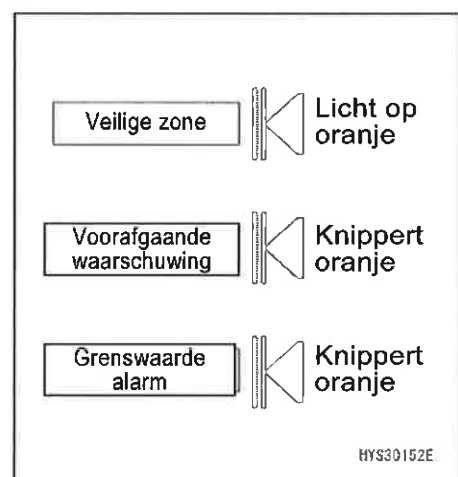 Veilige zone
Licht op
oranje
Voorafgaande
waarschuwing
Knippert
oranje
Grenswaarde
alarm
Knippert
oranje
HYS30152E